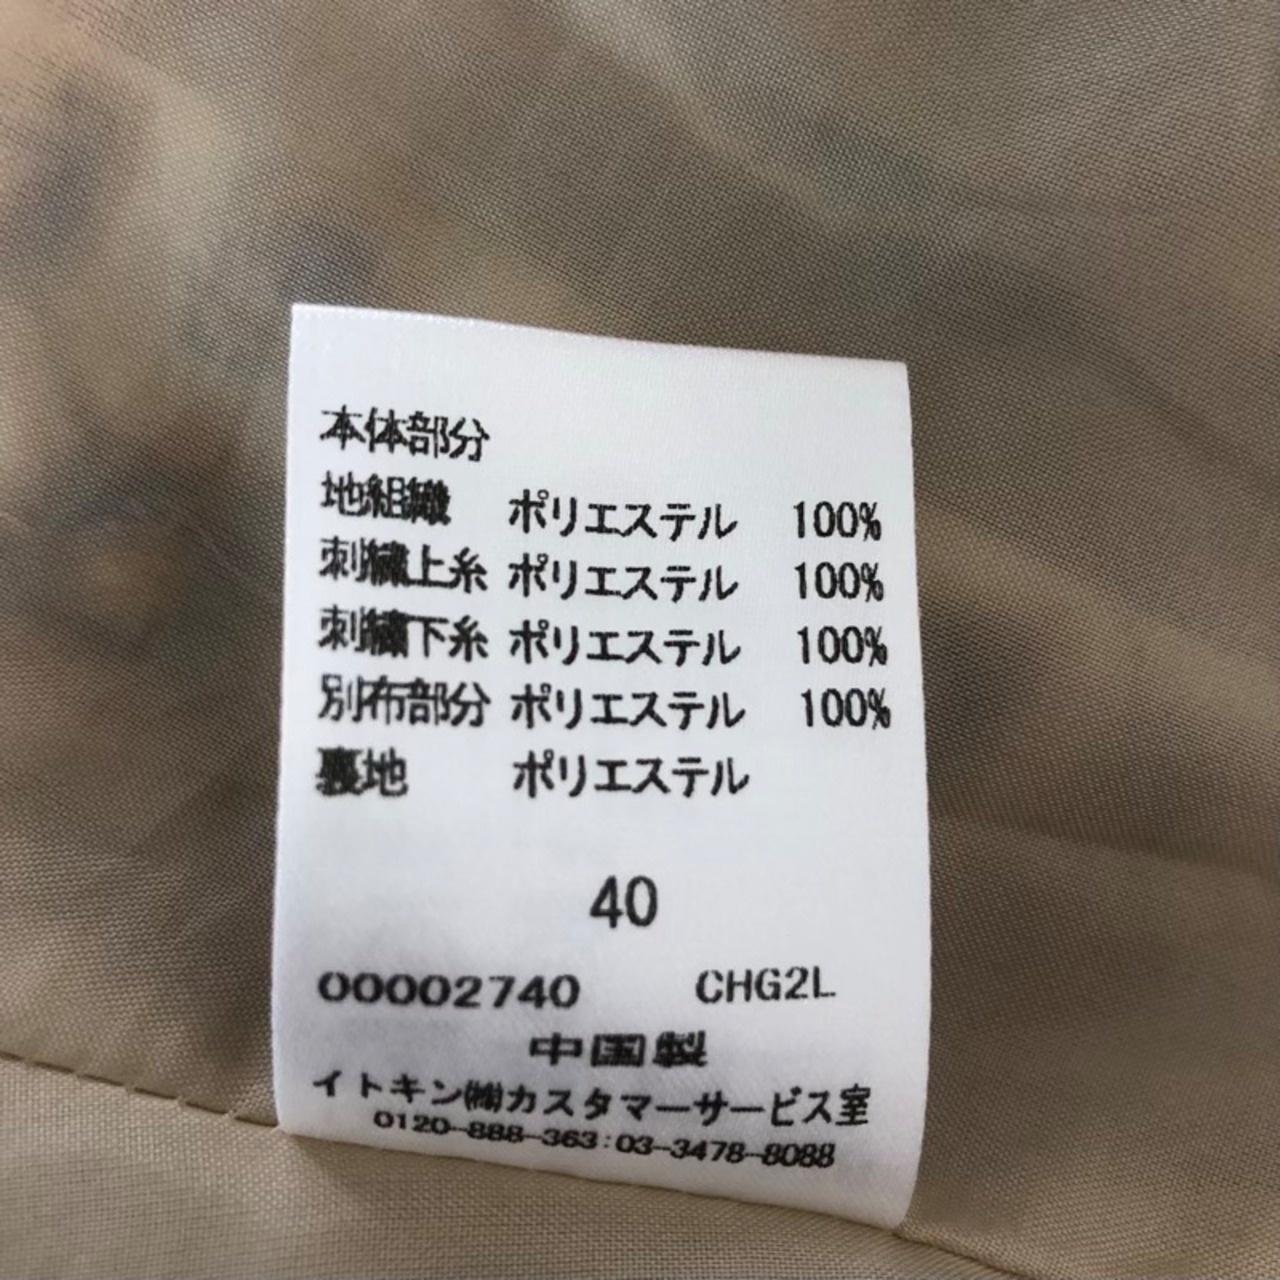 本体部分
地組織 ポリエステル 100%
刺繍上糸 ポリエステル 100%
刺繍下糸 ポリエステル 100%
別布部分 ポリエステル 100%
裏地 ポリエステル
40
00002740 CHG2L
中国製
イトキン㈱カスタマーサービス室
0120-888-363:03-3478-8088